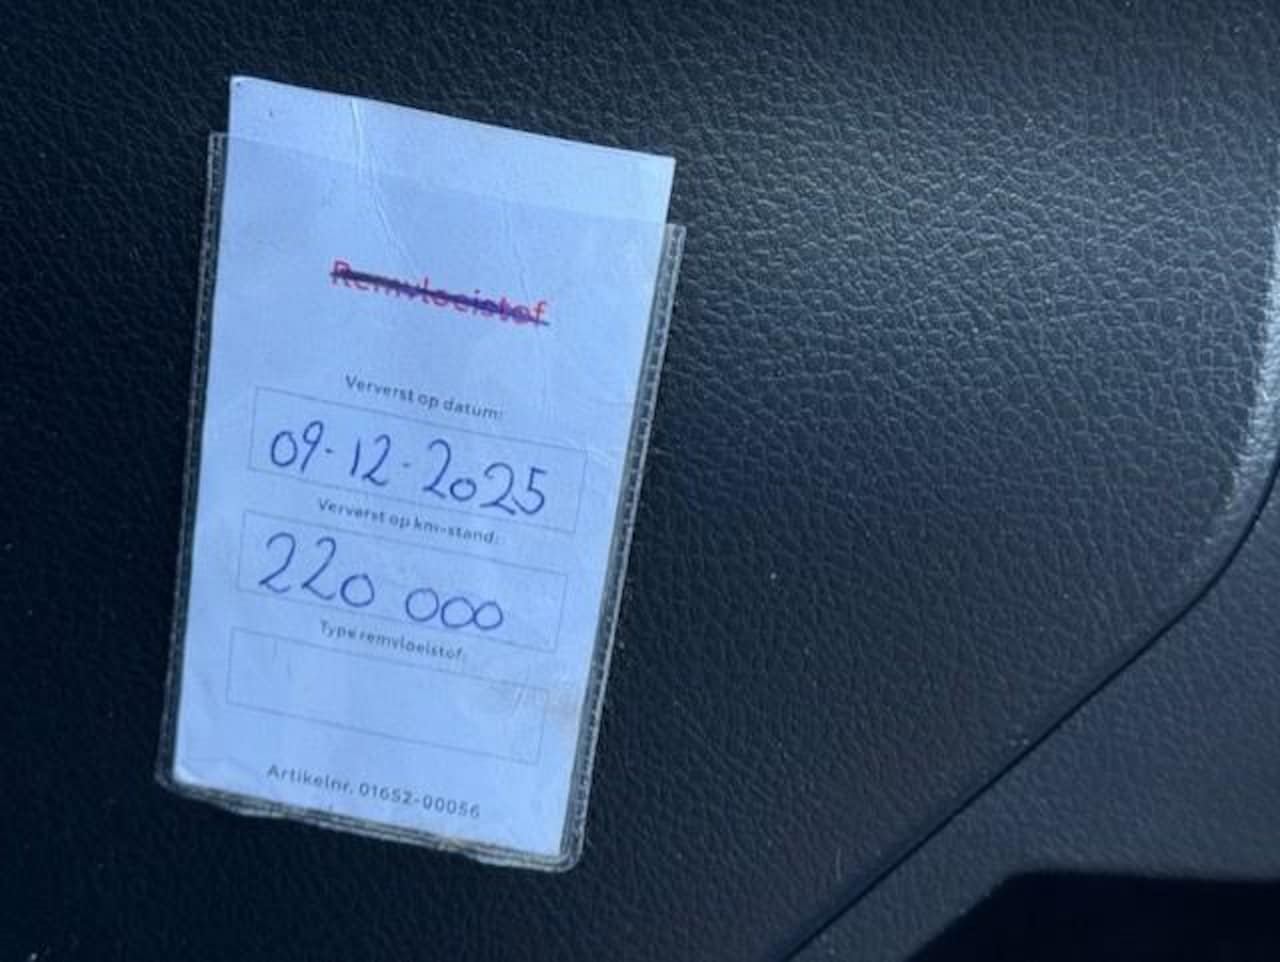 Remvloeistof
Ververst op datum:
09-12-2025
Ververst op km-stand:
220 000
Type remvloeistof:
Artikelnr. 01652-00056